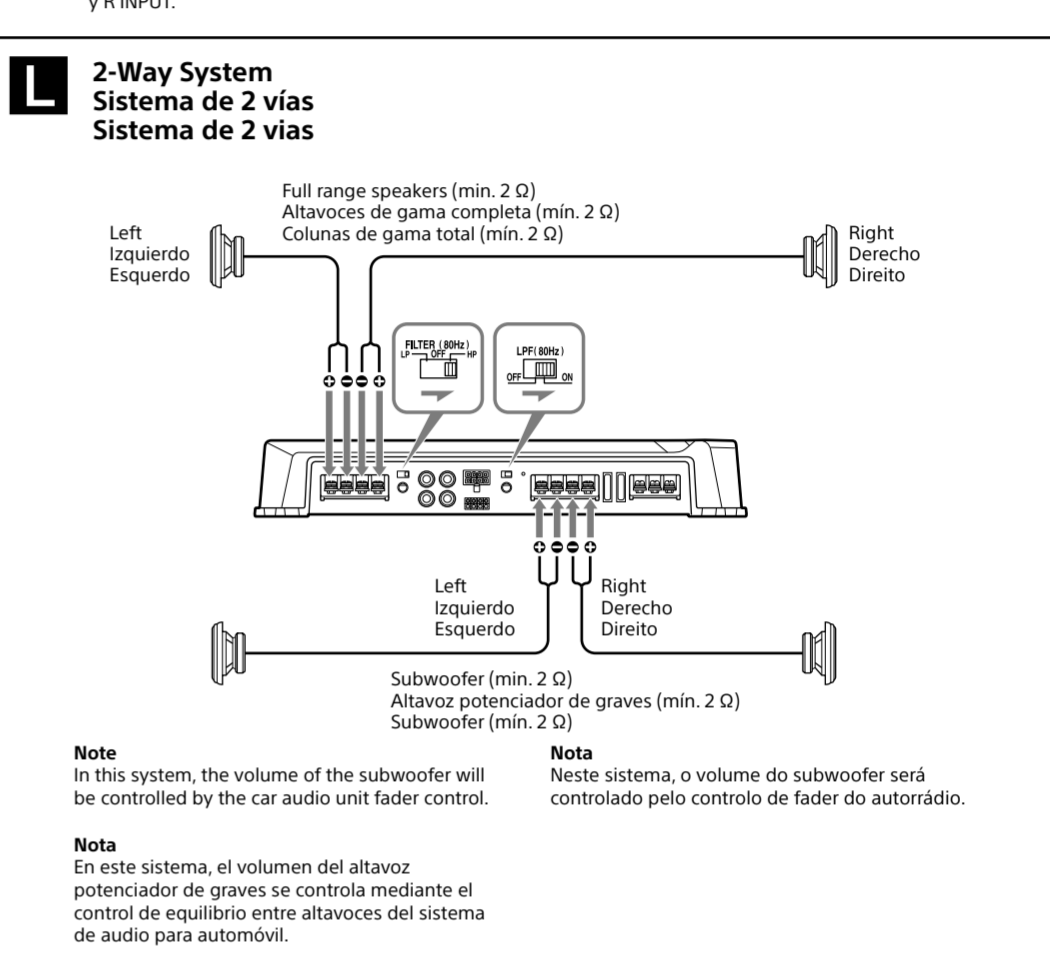 y R INPUT.
L
2-Way System
Sistema de 2 vías
Sistema de 2 vias
Full range speakers (min. 2 Ω)
Altavoces de gama completa (mín. 2 Ω)
Colunas de gama total (mín. 2 Ω)
Left
Izquierdo
Esquerdo
Right
Derecho
Direito
FILTER (80Hz)
LP OFF HP
LPF(80Hz)
OFF ON
Left
Izquierdo
Esquerdo
Right
Derecho
Direito
Subwoofer (min. 2 Ω)
Altavoz potenciador de graves (mín. 2 Ω)
Subwoofer (mín. 2 Ω)
Note
In this system, the volume of the subwoofer will
be controlled by the car audio unit fader control.
Nota
En este sistema, el volumen del altavoz
potenciador de graves se controla mediante el
control de equilibrio entre altavoces del sistema
de audio para automóvil.
Nota
Neste sistema, o volume do subwoofer será
controlado pelo controlo de fader do autorrádio.